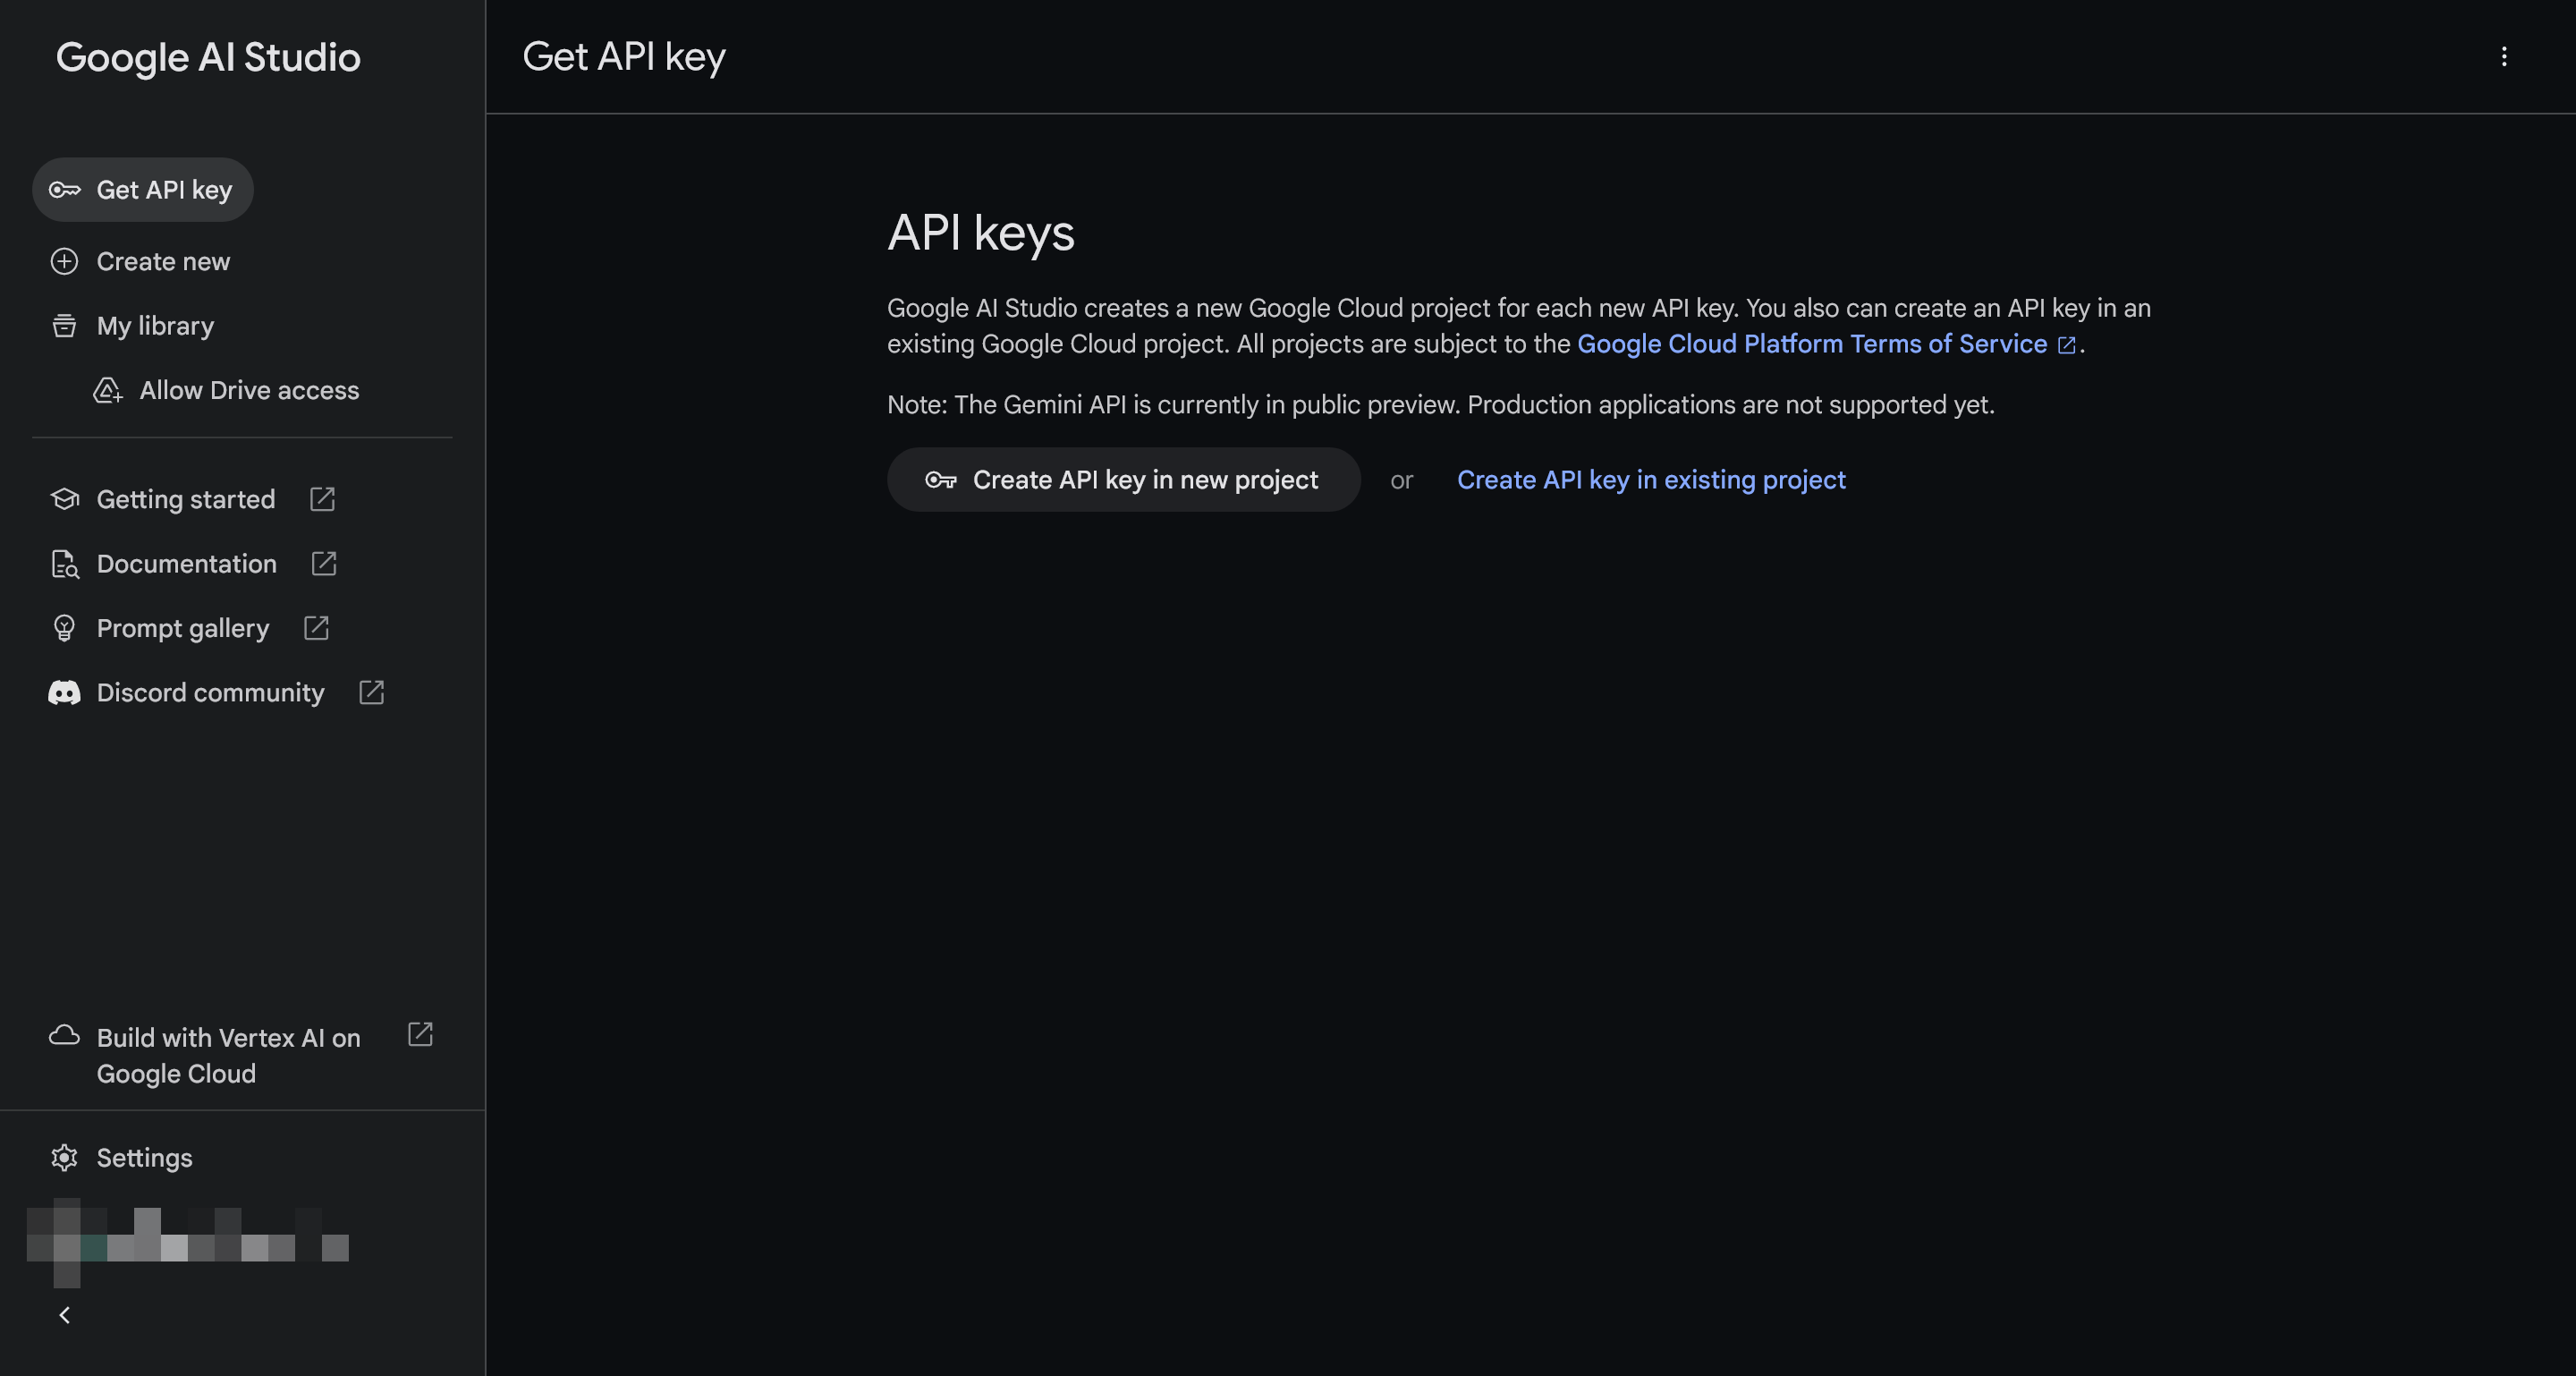 Google AI Studio
Get API key
Create new
My library
Allow Drive access
Getting started
Documentation
Prompt gallery
Discord community
Build with Vertex AI on
Google Cloud
Settings
Get API key
API keys
Google AI Studio creates a new Google Cloud project for each new API key. You also can create an API key in an
existing Google Cloud project. All projects are subject to the Google Cloud Platform Terms of Service.
Note: The Gemini API is currently in public preview. Production applications are not supported yet.
Create API key in new project or Create API key in existing project